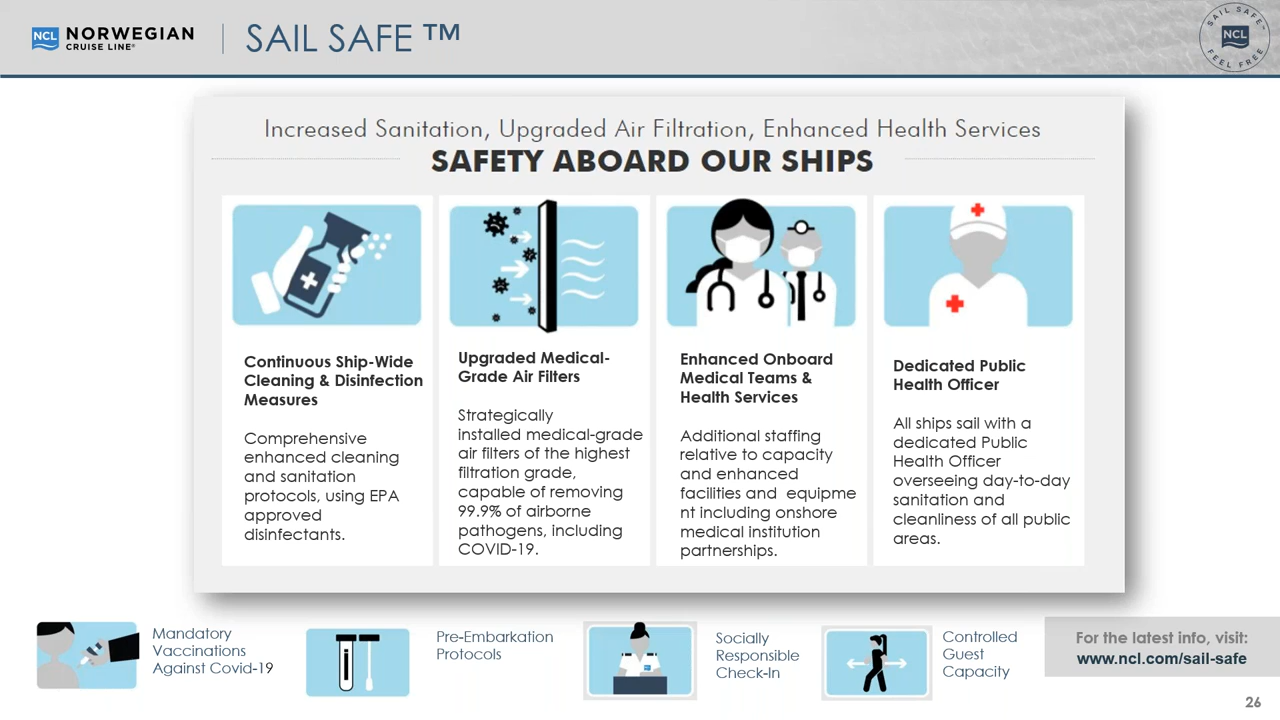 NCL NORWEGIAN
CRUISE LINE®
SAIL SAFE ™
SAIL SAFE™
NCL
FEEL FREE
Increased Sanitation, Upgraded Air Filtration, Enhanced Health Services
SAFETY ABOARD OUR SHIPS
Continuous Ship-Wide
Cleaning & Disinfection
Measures
Comprehensive
enhanced cleaning
and sanitation
protocols, using EPA
approved
disinfectants.
Upgraded Medical-
Grade Air Filters
Strategically
installed medical-grade
air filters of the highest
filtration grade,
capable of removing
99.9% of airborne
pathogens, including
COVID-19.
Enhanced Onboard
Medical Teams &
Health Services
Additional staffing
relative to capacity
and enhanced
facilities and equipme
nt including onshore
medical institution
partnerships.
Dedicated Public
Health Officer
All ships sail with a
dedicated Public
Health Officer
overseeing day-to-day
sanitation and
cleanliness of all public
areas.
Mandatory
Vaccinations
Against Covid-19
Pre-Embarkation
Protocols
Socially
Responsible
Check-In
Controlled
Guest
Capacity
For the latest info, visit:
www.ncl.com/sail-safe
26